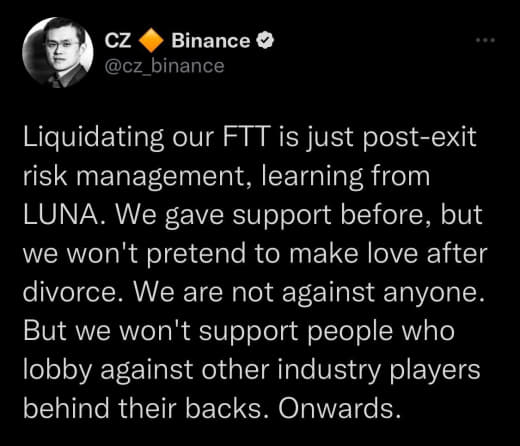 CZ 🔶 Binance
@cz_binance
Liquidating our FTT is just post-exit
risk management, learning from
LUNA. We gave support before, but
we won't pretend to make love after
divorce. We are not against anyone.
But we won't support people who
lobby against other industry players
behind their backs. Onwards.